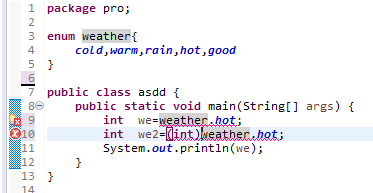 1 package pro;
2
3 enum weather{
4 cold,warm,rain,hot,good
5 }
6
7 public class asdd {
8 public static void main(String[] args) {
9 int we=weather.hot;
10 int we2=(int)weather.hot;
11 System.out.println(we);
12 }
13 }